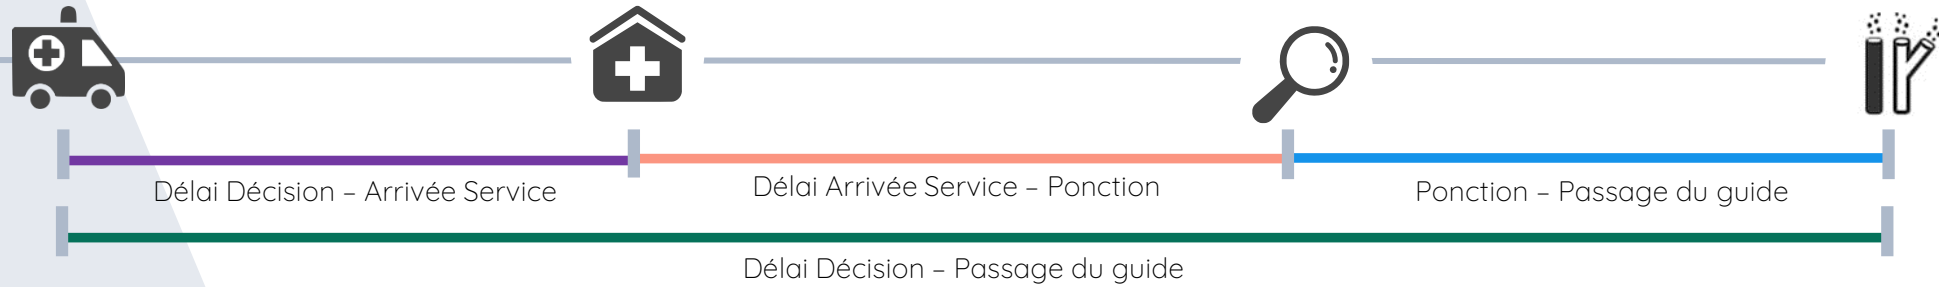 Délai Décision – Arrivée Service
Délai Arrivée Service – Ponction
Ponction – Passage du guide
Délai Décision – Passage du guide